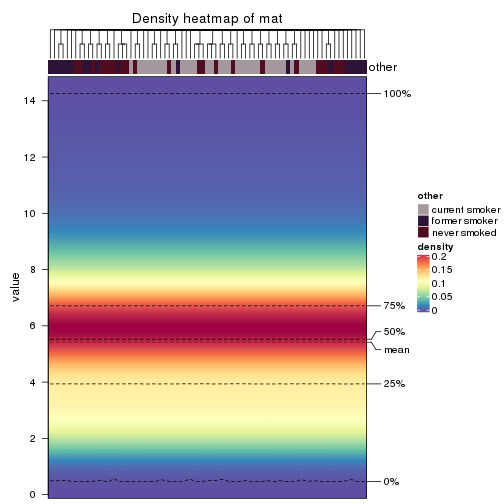 Density heatmap of mat
other
14
12
10
8
6
4
2
0
value
100%
75%
50%
mean
25%
0%
other
current smoker
former smoker
never smoked
density
0.2
0.15
0.1
0.05
0